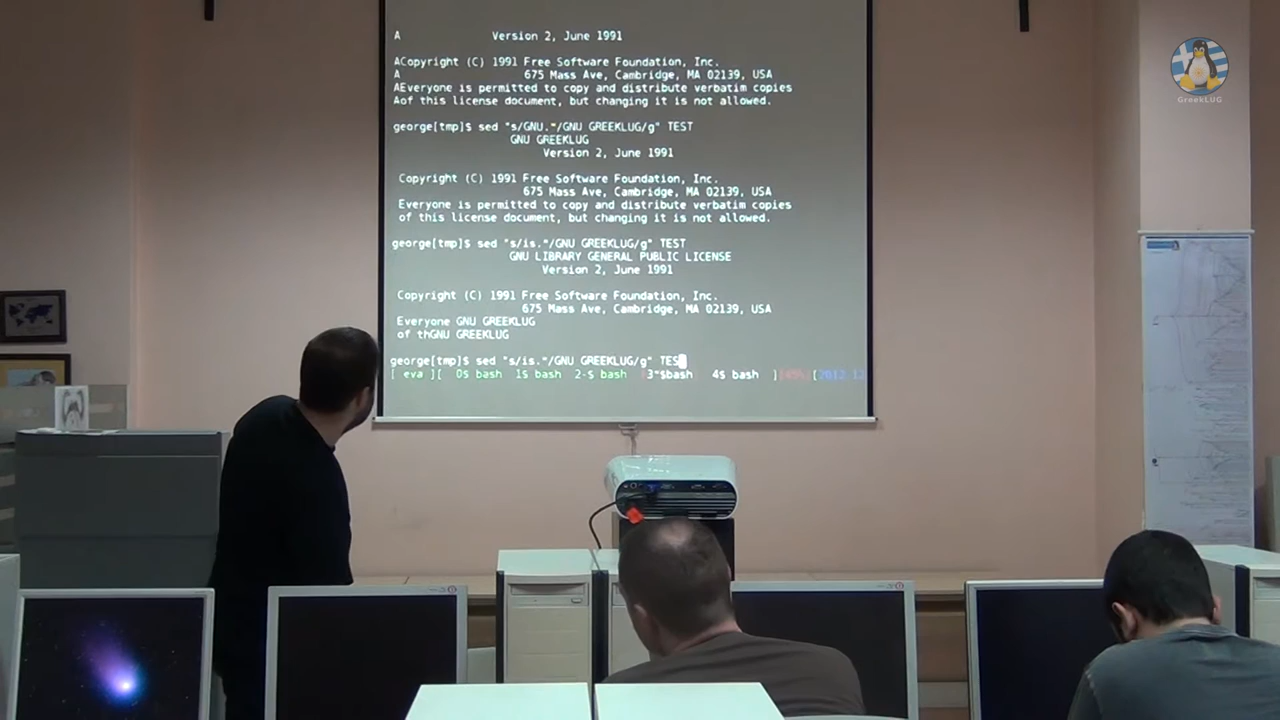 A Version 2, June 1991
ACopyright (C) 1991 Free Software Foundation, Inc.
A 675 Mass Ave, Cambridge, MA 02139, USA
AEveryone is permitted to copy and distribute verbatim copies
Aof this license document, but changing it is not allowed.
george[tmp]$ sed "s/GNU.*/GNU GREEKLUG/g" TEST
GNU GREEKLUG
Version 2, June 1991
Copyright (C) 1991 Free Software Foundation, Inc.
675 Mass Ave, Cambridge, MA 02139, USA
Everyone is permitted to copy and distribute verbatim copies
of this license document, but changing it is not allowed.
george[tmp]$ sed "s/is.*/GNU GREEKLUG/g" TEST
GNU LIBRARY GENERAL PUBLIC LICENSE
Version 2, June 1991
Copyright (C) 1991 Free Software Foundation, Inc.
675 Mass Ave, Cambridge, MA 02139, USA
Everyone GNU GREEKLUG
of thGNU GREEKLUG
george[tmp]$ sed "s/is.*/GNU GREEKLUG/g" TES
[ eva ][ 0$ bash 1$ bash 2-$ bash 3*$bash 4$ bash ][2012-12
GreekLUG